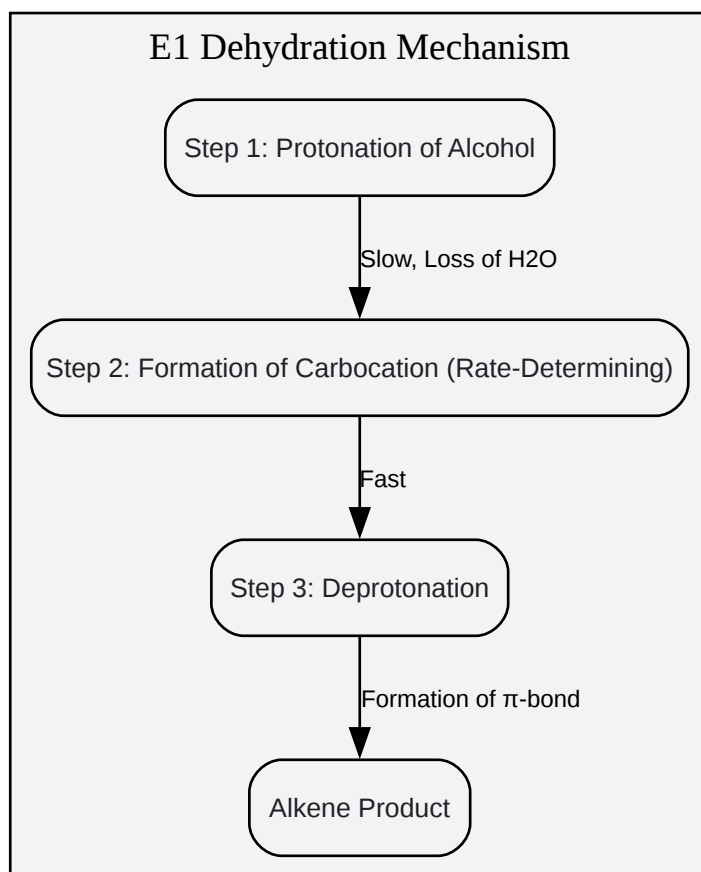 E1 Dehydration Mechanism
Step 1: Protonation of Alcohol
Slow, Loss of H2O
Step 2: Formation of Carbocation (Rate-Determining)
Fast
Step 3: Deprotonation
Formation of π-bond
Alkene Product